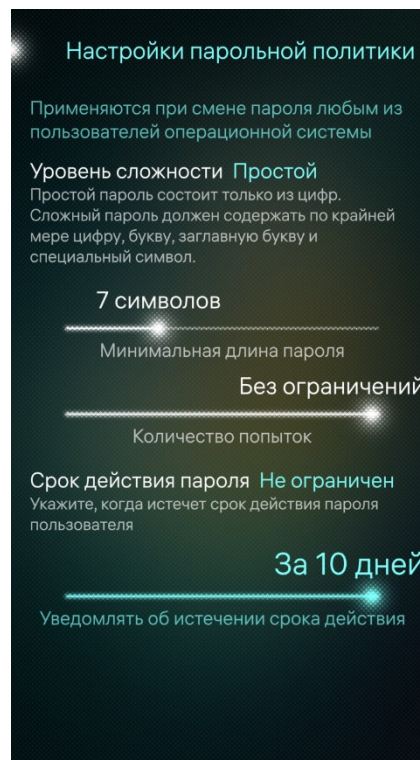 Настройки парольной политики
Применяются при смене пароля любым из
пользователей операционной системы
Уровень сложности Простой
Простой пароль состоит только из цифр.
Сложный пароль должен содержать по крайней
мере цифру, букву, заглавную букву и
специальный символ.
7 символов
Минимальная длина пароля
Без ограничений
Количество попыток
Срок действия пароля Не ограничен
Укажите, когда истечет срок действия пароля
пользователя
За 10 дней
Уведомлять об истечении срока действия